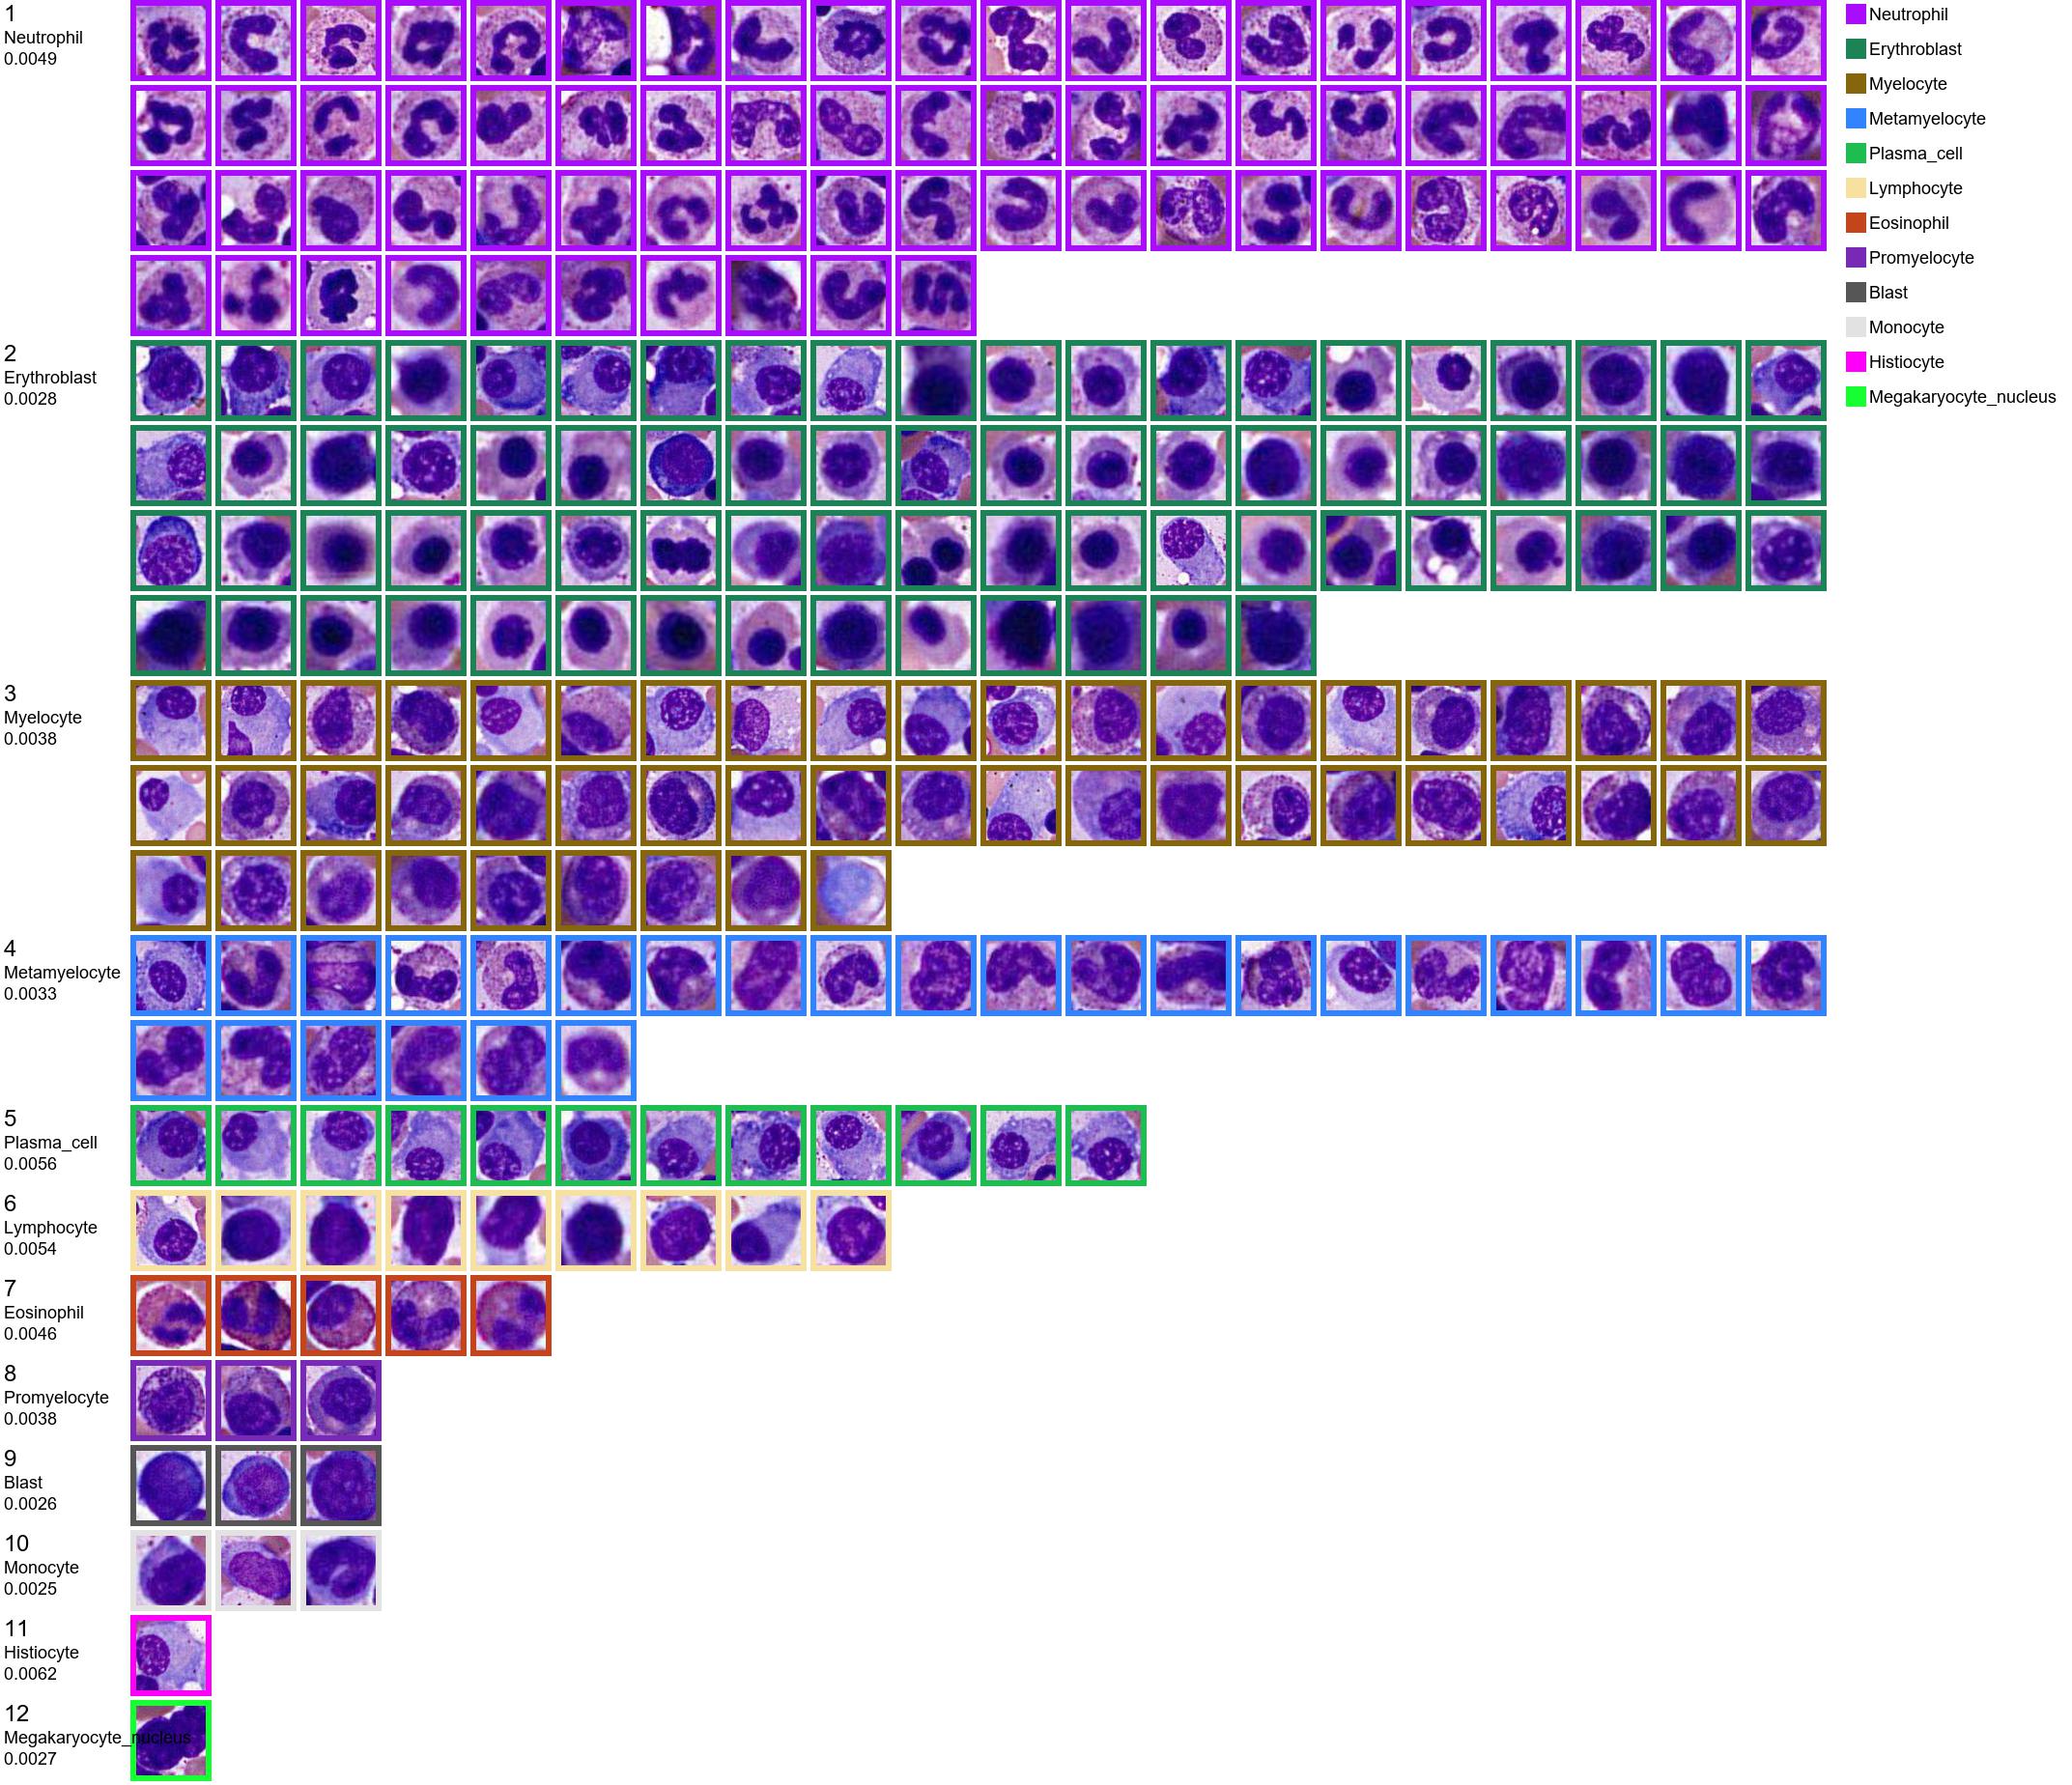 1
Neutrophil
0.0049
2
Erythroblast
0.0028
3
Myelocyte
0.0038
4
Metamyelocyte
0.0033
5
Plasma_cell
0.0056
6
Lymphocyte
0.0054
7
Eosinophil
0.0046
8
Promyelocyte
0.0038
9
Blast
0.0026
10
Monocyte
0.0025
11
Histiocyte
0.0062
12
Megakaryocyte_nucleus
0.0027
Neutrophil
Erythroblast
Myelocyte
Metamyelocyte
Plasma_cell
Lymphocyte
Eosinophil
Promyelocyte
Blast
Monocyte
Histiocyte
Megakaryocyte_nucleus